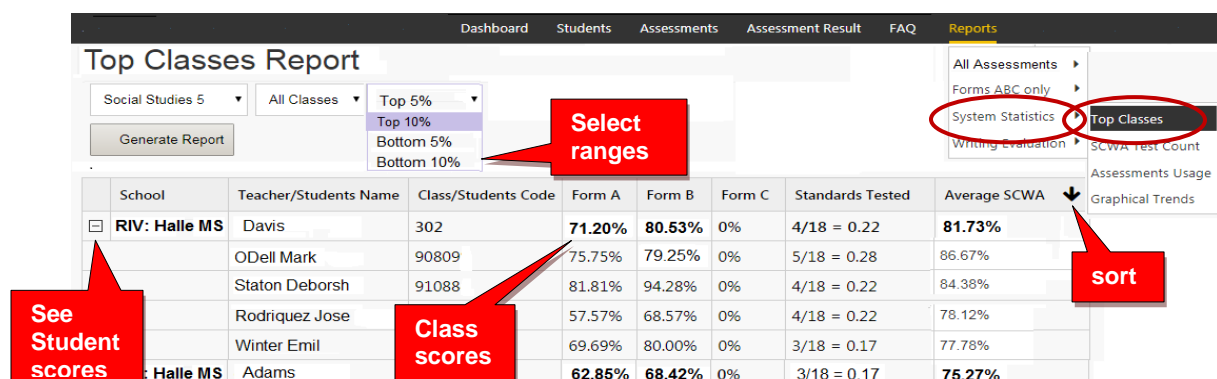 Dashboard Students Assessments Assessment Result FAQ Reports
Top Classes Report
All Assessments
Social Studies 5 All Classes Top 5%
Forms ABC only
Top 10%
System Statistics
Top Classes
Generate Report
Bottom 5%
Writing Evaluation
SCWA Test Count
Bottom 10%
Select
ranges
Assessments Usage
Graphical Trends
School Teacher/Students Name Class/Students Code Form A Form B Form C Standards Tested Average SCWA
RIV: Halle MS Davis 302 71.20% 80.53% 0% 4/18 = 0.22 81.73%
ODell Mark 90809 75.75% 79.25% 0% 5/18 = 0.28 86.67%
Staton Deborsh 91088 81.81% 94.28% 0% 4/18 = 0.22 84.38%
sort
Rodriquez Jose 57.57% 68.57% 0% 4/18 = 0.22 78.12%
Winter Emil 69.69% 80.00% 0% 3/18 = 0.17 77.78%
See
Student
scores
Class
scores
: Halle MS Adams 62.85% 68.42% 0% 3/18 = 0.17 75.27%